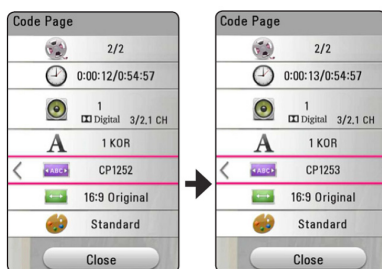 Code Page
2/2
0:00:12/0:54:57
1
Digital 3/2,1 CH
A 1 KOR
ABC CP1252
16:9 Original
Standard
Close
Code Page
2/2
0:00:13/0:54:57
1
Digital 3/2,1 CH
A 1 KOR
ABC CP1253
16:9 Original
Standard
Close